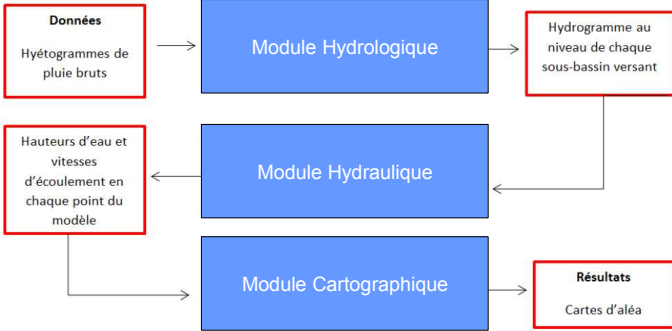 Données
Hyétogrammes de
pluie bruts
Module Hydrologique
Hydrogramme au
niveau de chaque
sous-bassin versant
Hauteurs d'eau et
vitesses
d'écoulement en
chaque point du
modèle
Module Hydraulique
Module Cartographique
Résultats
Cartes d'aléa